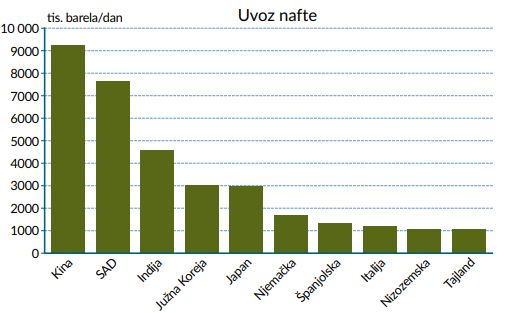 tis. barela/dan
Uvoz nafte
10 000
9000
8000
7000
6000
5000
4000
3000
2000
1000
0
Kina
SAD
Indija
Južna Koreja
Japan
Njemačka
Španjolska
Italija
Nizozemska
Tajland